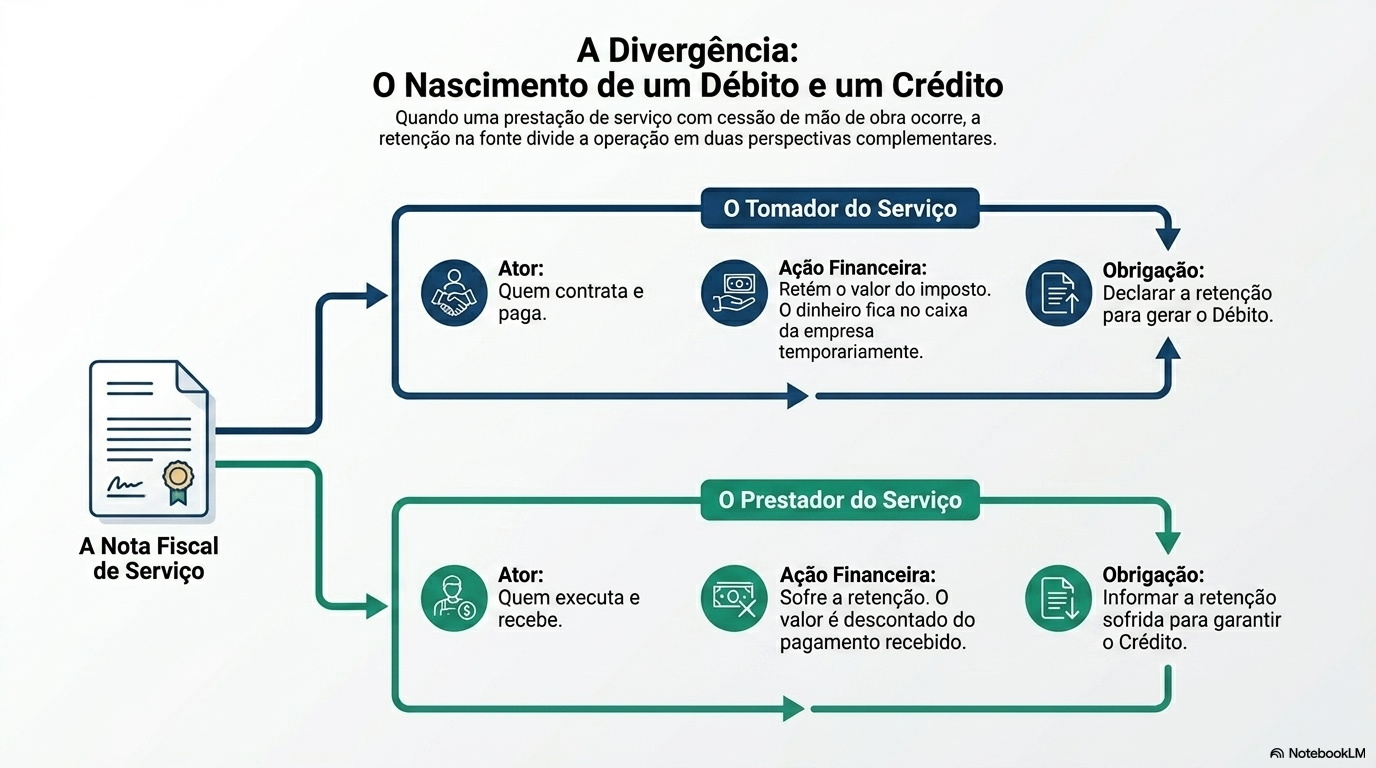 A Divergência:
O Nascimento de um Débito e um Crédito
Quando uma prestação de serviço com cessão de mão de obra ocorre, a
retenção na fonte divide a operação em duas perspectivas complementares.
O Tomador do Serviço
Ator:
Quem contrata e
paga.
Ação Financeira:
Retém o valor do imposto.
O dinheiro fica no caixa
da empresa
temporariamente.
Obrigação:
Declarar a retenção
para gerar o Débito.
A Nota Fiscal
de Serviço
O Prestador do Serviço
Ator:
Quem executa e
recebe.
Ação Financeira:
Sofre a retenção. O
valor é descontado do
pagamento recebido.
Obrigação:
Informar a retenção
sofrida para garantir
o Crédito.
NotebookLM